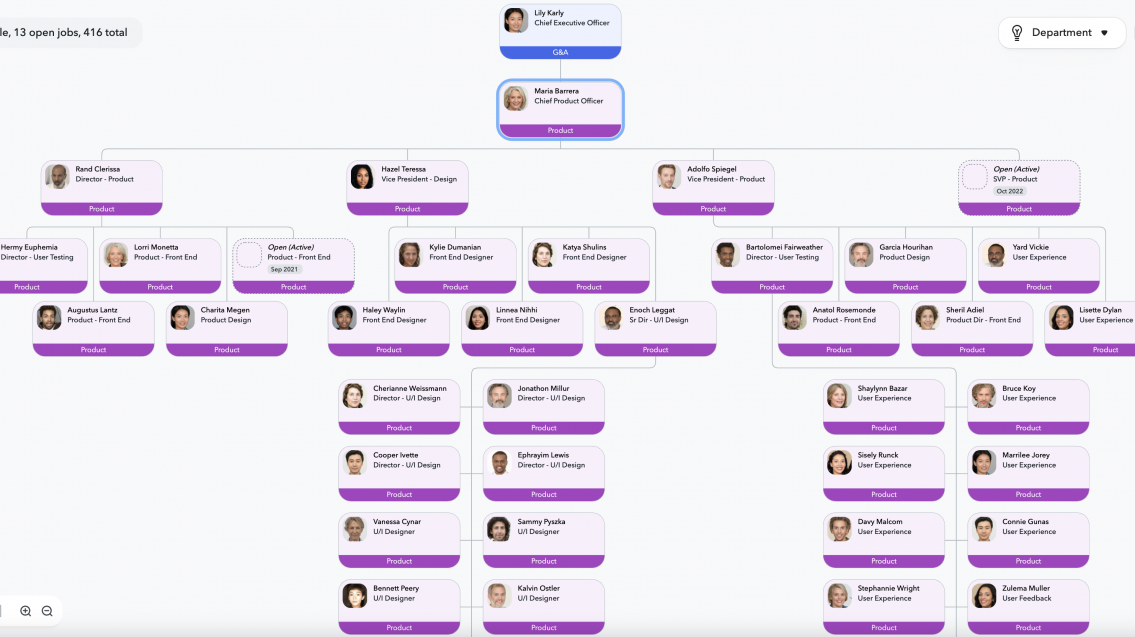 le, 13 open jobs, 416 total
Department
Lily Karly
Chief Executive Officer
G&A
Maria Barrera
Chief Product Officer
Product
Rand Clerissa
Director - Product
Product
Hazel Teressa
Vice President - Design
Product
Adolfo Spiegel
Vice President - Product
Product
Open (Active)
SVP - Product
Oct 2022
Product
Hermy Euphemia
Director - User Testing
Product
Lorri Monetta
Product - Front End
Product
Open (Active)
Product - Front End
Sep 2021
Product
Kylie Dumanian
Front End Designer
Product
Katya Shulins
Front End Designer
Product
Bartolomei Fairweather
Director - User Testing
Product
Garcia Hourihan
Product Design
Product
Yard Vickie
User Experience
Product
Augustus Lantz
Product - Front End
Product
Charita Megen
Product Design
Product
Haley Waylin
Front End Designer
Product
Linnea Nihhi
Front End Designer
Product
Enoch Leggat
Sr Dir - U/I Design
Product
Anatol Rosemonde
Product - Front End
Product
Sheril Adiel
Product Dir - Front End
Product
Lisette Dylan
User Experience
Product
Cherianne Weissmann
Director - U/I Design
Product
Jonathon Millur
Director - U/I Design
Product
Shaylynn Bazar
User Experience
Product
Bruce Koy
User Experience
Product
Cooper Ivette
Director - U/I Design
Product
Ephrayim Lewis
Director - U/I Design
Product
Sisely Runck
User Experience
Product
Marrilee Jorey
User Experience
Product
Vanessa Cynar
U/I Designer
Product
Sammy Pyszka
U/I Designer
Product
Davy Malcom
User Experience
Product
Connie Gunas
User Experience
Product
Bennett Peery
U/I Designer
Product
Kalvin Ostler
U/I Designer
Product
Stephannie Wright
User Experience
Product
Zulema Muller
User Feedback
Product